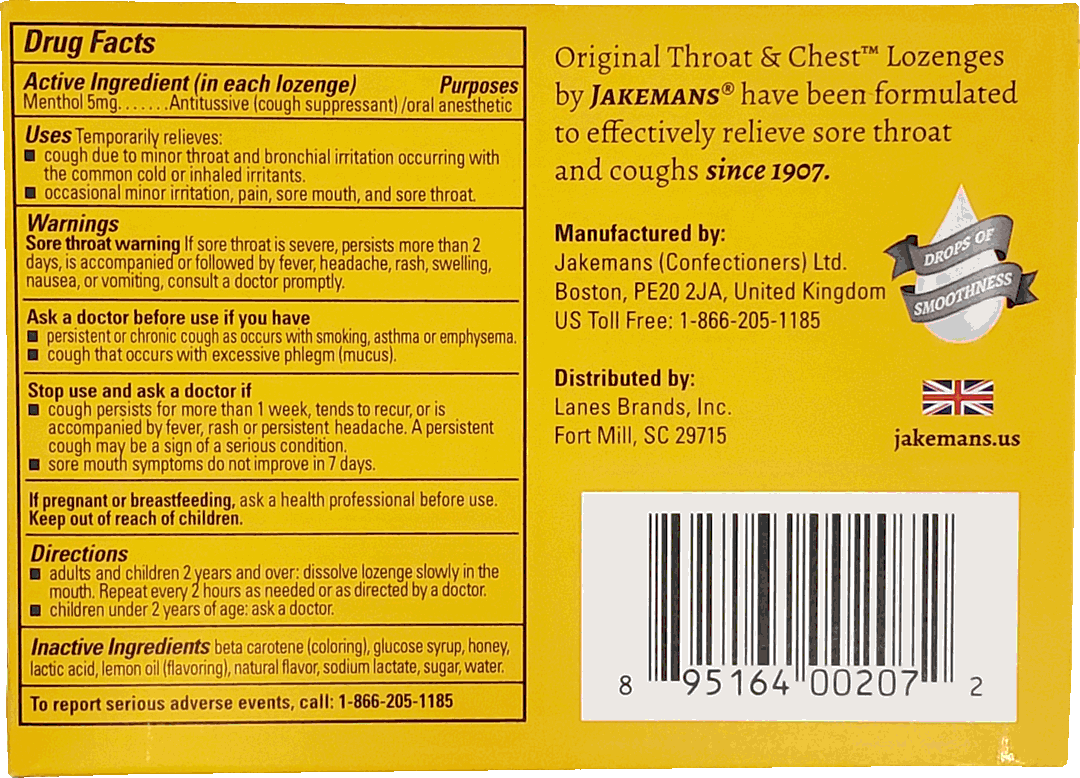 Drug Facts
Active Ingredient (in each lozenge) Purposes
Menthol 5mg.......Antitussive (cough suppressant) /oral anesthetic
Uses Temporarily relieves:
■ cough due to minor throat and bronchial irritation occurring with
the common cold or inhaled irritants.
■ occasional minor irritation, pain, sore mouth, and sore throat.
Warnings
Sore throat warning If sore throat is severe, persists more than 2
days, is accompanied or followed by fever, headache, rash, swelling,
nausea, or vomiting, consult a doctor promptly.
Ask a doctor before use if you have
■ persistent or chronic cough as occurs with smoking, asthma or emphysema.
■ cough that occurs with excessive phlegm (mucus).
Stop use and ask a doctor if
■ cough persists for more than 1 week, tends to recur, or is
accompanied by fever, rash or persistent headache. A persistent
cough may be a sign of a serious condition.
■ sore mouth symptoms do not improve in 7 days.
If pregnant or breastfeeding, ask a health professional before use.
Keep out of reach of children.
Directions
■ adults and children 2 years and over: dissolve lozenge slowly in the
mouth. Repeat every 2 hours as needed or as directed by a doctor.
■ children under 2 years of age: ask a doctor.
Inactive Ingredients beta carotene (coloring), glucose syrup, honey,
lactic acid, lemon oil (flavoring), natural flavor, sodium lactate, sugar, water.
To report serious adverse events, call: 1-866-205-1185
Original Throat & Chest™ Lozenges
by JAKEMANS® have been formulated
to effectively relieve sore throat
and coughs since 1907.
Manufactured by:
Jakemans (Confectioners) Ltd.
Boston, PE20 2JA, United Kingdom
US Toll Free: 1-866-205-1185
DROPS OF
SMOOTHNESS
Distributed by:
Lanes Brands, Inc.
Fort Mill, SC 29715
jakemans.us
8 95164 00207 2